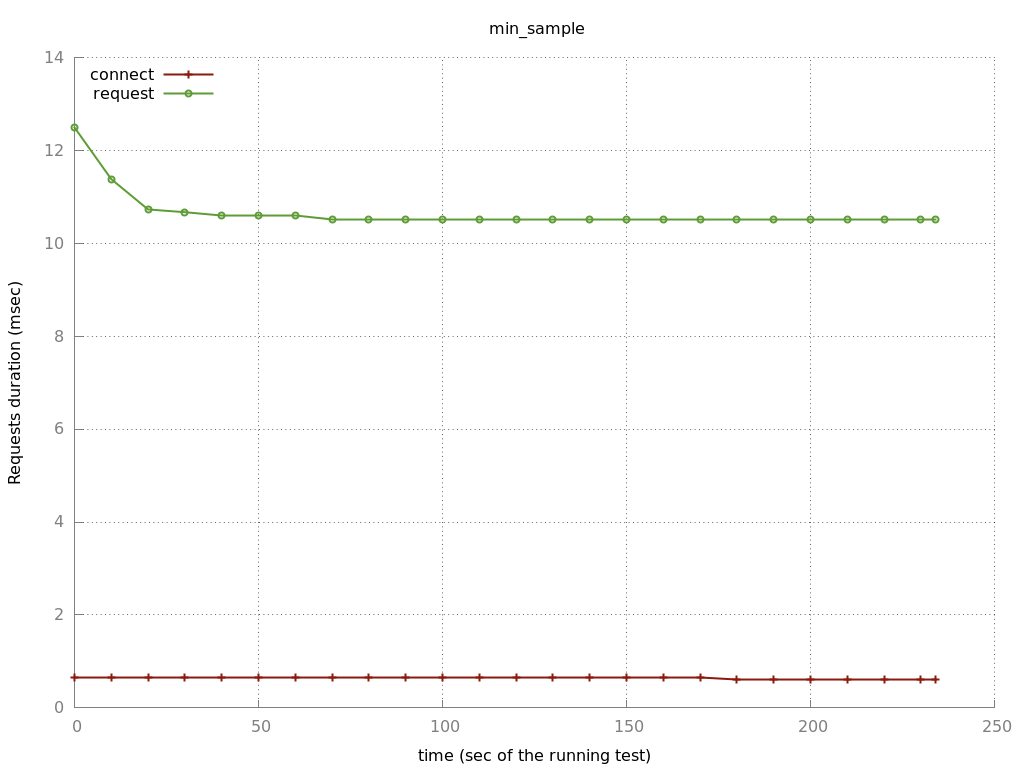 min_sample
connect
request
14
12
10
8
6
4
2
0
0 50 100 150 200 250
Requests duration (msec)
time (sec of the running test)